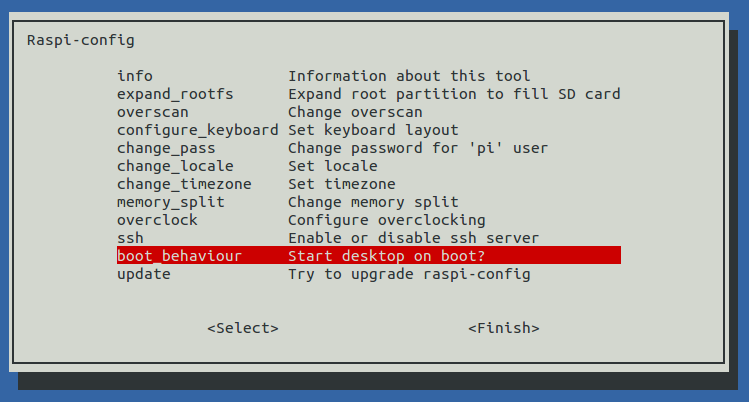 Raspi-config
info Information about this tool
expand_rootfs Expand root partition to fill SD card
overscan Change overscan
configure_keyboard Set keyboard layout
change_pass Change password for 'pi' user
change_locale Set locale
change_timezone Set timezone
memory_split Change memory split
overclock Configure overclocking
ssh Enable or disable ssh server
boot_behaviour Start desktop on boot?
update Try to upgrade raspi-config
<Select> <Finish>